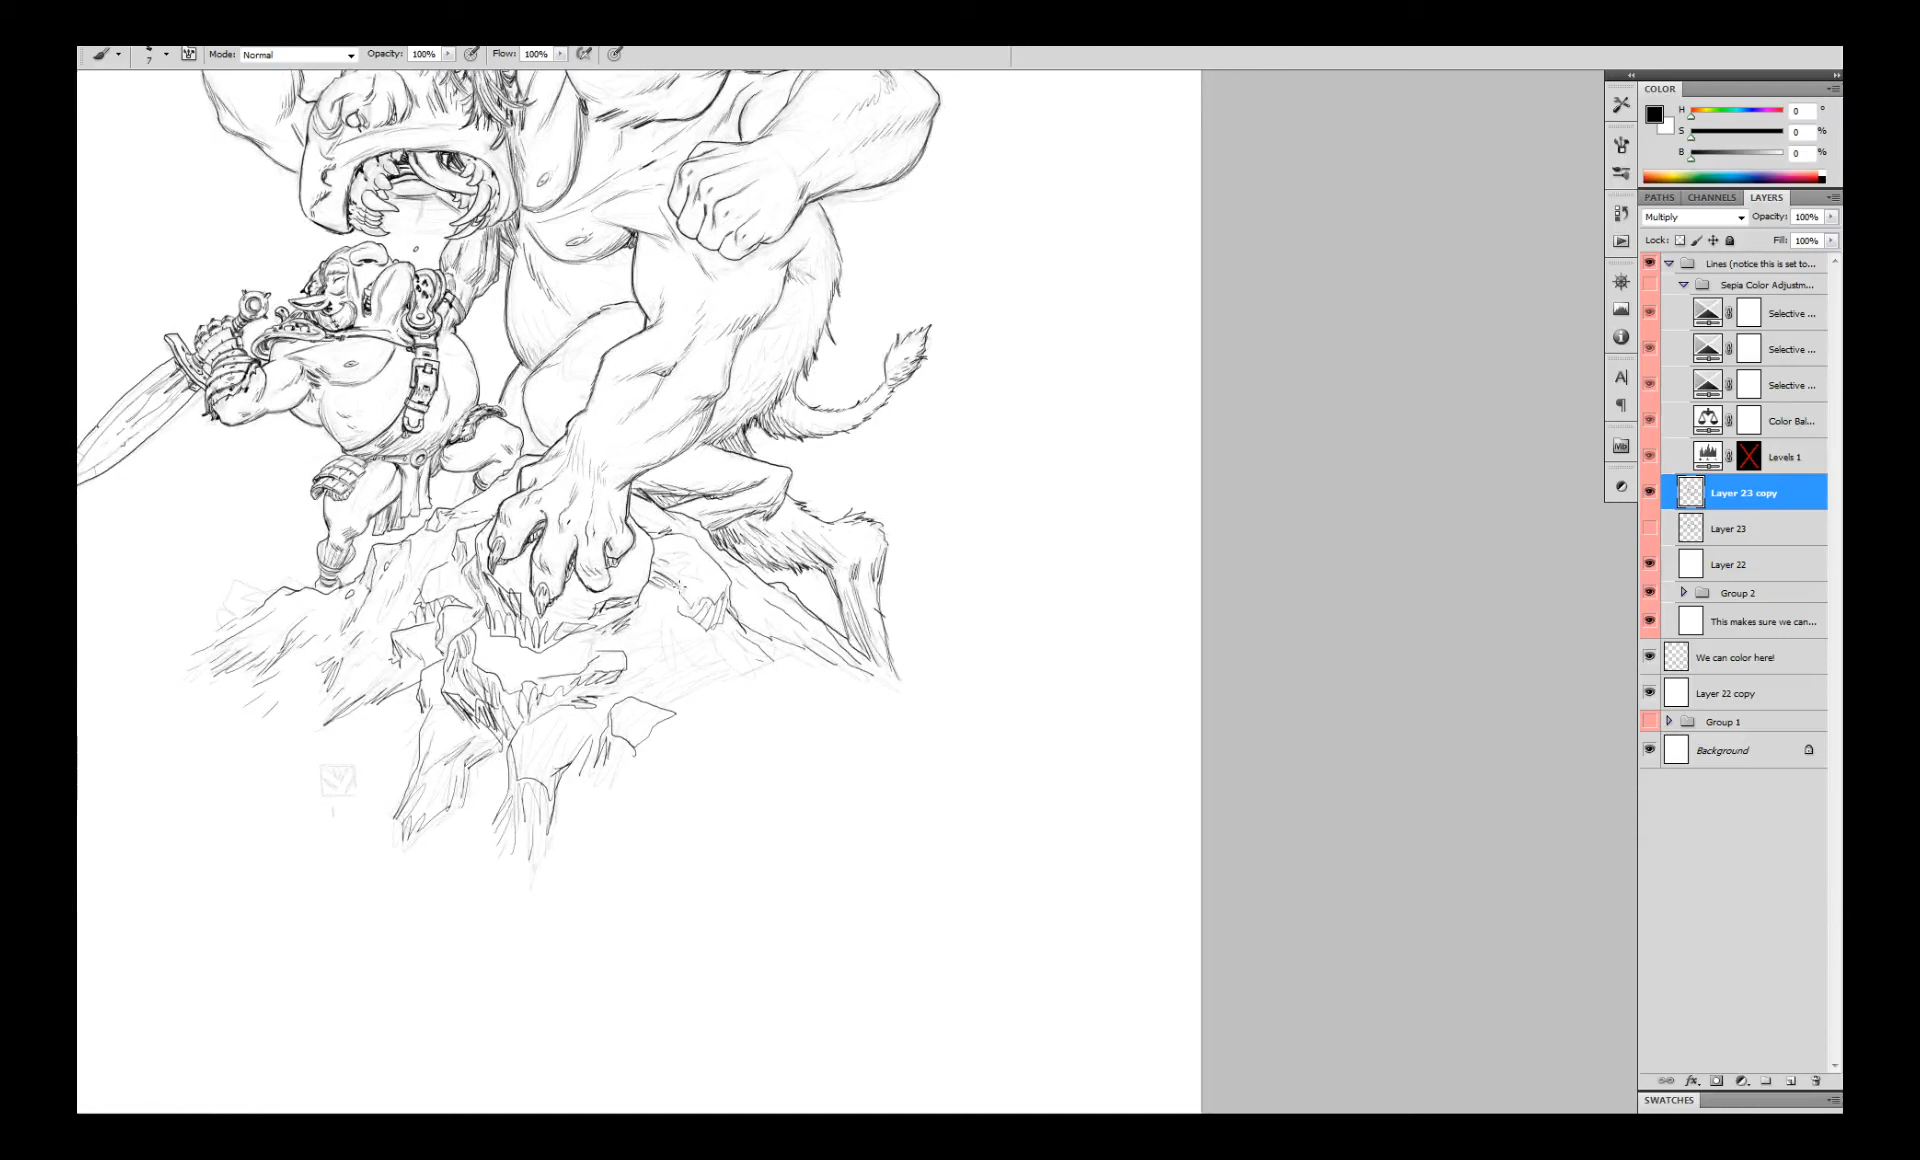 7 Mode: Normal Opacity: 100% Flow: 100%
COLOR
H 0 °
S 0 %
B 0 %
PATHS CHANNELS LAYERS
Multiply Opacity: 100%
Lock: Fill: 100%
Lines (notice this is set to...
Sepia Color Adjustm...
Selective ...
Selective ...
Selective ...
Color Bal...
Levels 1
Layer 23 copy
Layer 23
Layer 22
Group 2
This makes sure we can...
We can color here!
Layer 22 copy
Group 1
Background
SWATCHES